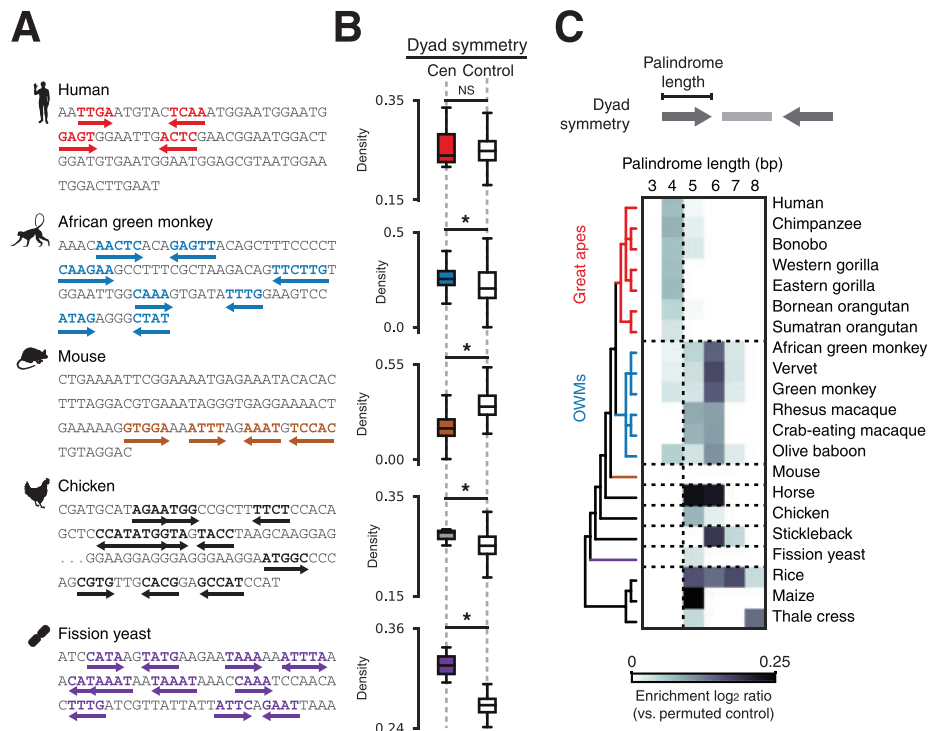 A
Human
AATTGAATGTACTCAAATGGAATGGAATG
GAGTGGAATTGACTCGAACGGAATGGACT
GGATGTGAATGGAATGGAGCGTAATGGAA
TGGACTTGAAT
African green monkey
AAACAACTCACAGAGTTACAGCTTTCCCCT
CAAGAAGCCTTTCGCTAAGACAGTTCTTGT
GGAATTGGCAAAGTGATATTTGGAAGTCC
ATAGAGGGCTAT
Mouse
CTGAAAATTCGGAAAATGAGAAATACACAC
TTTAGGACGTGAAATAGGGTGAGGAAAACT
GAAAAAGGTGGAAAATTTAGAAATGTCCAC
TGTAGGAC
Chicken
CGATGCATAGAATGGCCGCTTTTCTCCACA
GCTCCCATATGGTAGTACCTAAGCAAGGAG
...GGAAGGAGGGAGGGAAGGAATGGCCCC
AGCGTGTTGCACGGAGCCATCCAT
Fission yeast
ATCCATAAGTATGGAAGAATAAAAAATTTAA
ACATAAATAATAAATAAACCAAATCCAACA
CTTTGATCGTTATTATTATTCAGAATTAAA
B
Dyad symmetry
Cen Control
NS
0.35
Density
0.15
*
0.5
Density
0.0
*
0.55
Density
0.00
*
0.35
Density
0.15
*
0.36
Density
0.24
C
Palindrome
length
Dyad
symmetry
Palindrome length (bp)
3 4 5 6 7 8
Great apes
OWMs
Human
Chimpanzee
Bonobo
Western gorilla
Eastern gorilla
Bornean orangutan
Sumatran orangutan
African green monkey
Vervet
Green monkey
Rhesus macaque
Crab-eating macaque
Olive baboon
Mouse
Horse
Chicken
Stickleback
Fission yeast
Rice
Maize
Thale cress
0 0.25
Enrichment log2 ratio
(vs. permuted control)